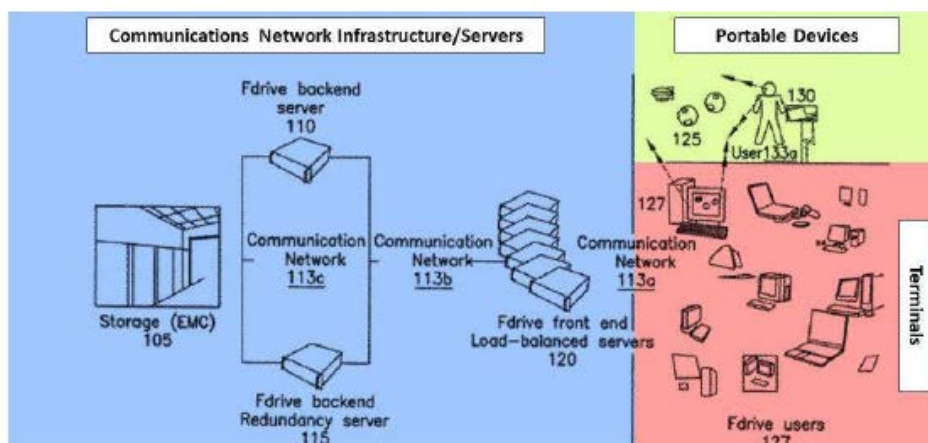 Communications Network Infrastructure/Servers
Portable Devices
Fdrive backend
server
110
130
125
User133a
127
Communication
Network
113c
Communication
Network
113b
Communication
Network
113a
Storage (EMC)
105
Fdrive front end
Load-balanced servers
120
Fdrive backend
Redundancy server
115
Terminals
Fdrive users
127